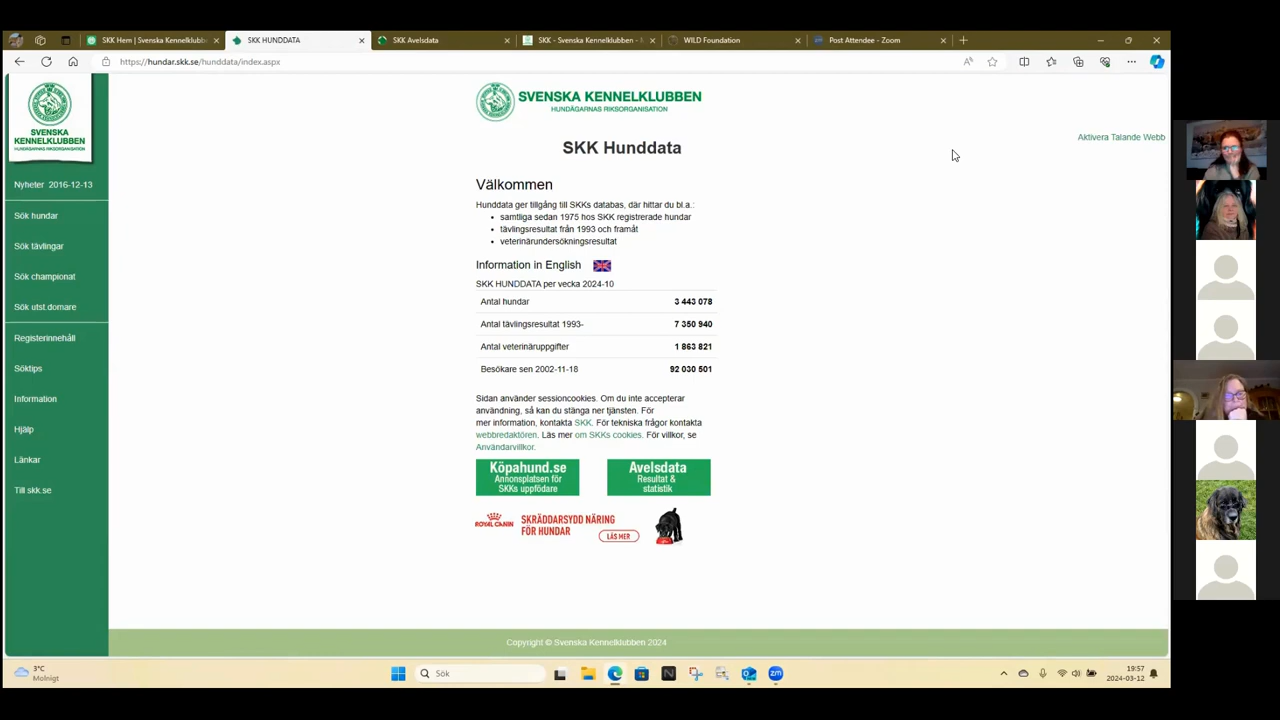 SKK Hem | Svenska Kennelklubb
SKK HUNDDATA
SKK Avelsdata
SKK - Svenska Kennelklubben -
WILD Foundation
Post Attendee - Zoom
https://hundar.skk.se/hunddata/index.aspx
SVENSKA
KENNELKLUBBEN
HUNDÄGARNAS RIKSORGANISATION
Nyheter 2016-12-13
Sök hundar
Sök tävlingar
Sök championat
Sök utst.domare
Registerinnehåll
Söktips
Information
Hjälp
Länkar
Till skk.se
SVENSKA KENNELKLUBBEN
HUNDÄGARNAS RIKSORGANISATION
Aktivera Talande Webb
SKK Hunddata
Välkommen
Hunddata ger tillgång till SKKs databas, där hittar du bl.a.:
• samtliga sedan 1975 hos SKK registrerade hundar
• tävlingsresultat från 1993 och framåt
• veterinärundersökningsresultat
Information in English
SKK HUNDDATA per vecka 2024-10
Antal hundar 3 443 078
Antal tävlingsresultat 1993- 7 350 940
Antal veterinäruppgifter 1 863 821
Besökare sen 2002-11-18 92 030 501
Sidan använder sessioncookies. Om du inte accepterar
användning, så kan du stänga ner tjänsten. För
mer information, kontakta SKK. För tekniska frågor kontakta
webbredaktören. Läs mer om SKKs cookies. För villkor, se
Användarvillkor.
Köpahund.se
Annonsplatsen för
SKKs uppfödare
Avelsdata
Resultat &
statistik
ROYAL CANIN
SKRÄDDARSYDD NÄRING
FÖR HUNDAR
LÄS MER
Copyright © Svenska Kennelklubben 2024
3°C
Molnigt
Sök
zm
19:57
2024-03-12